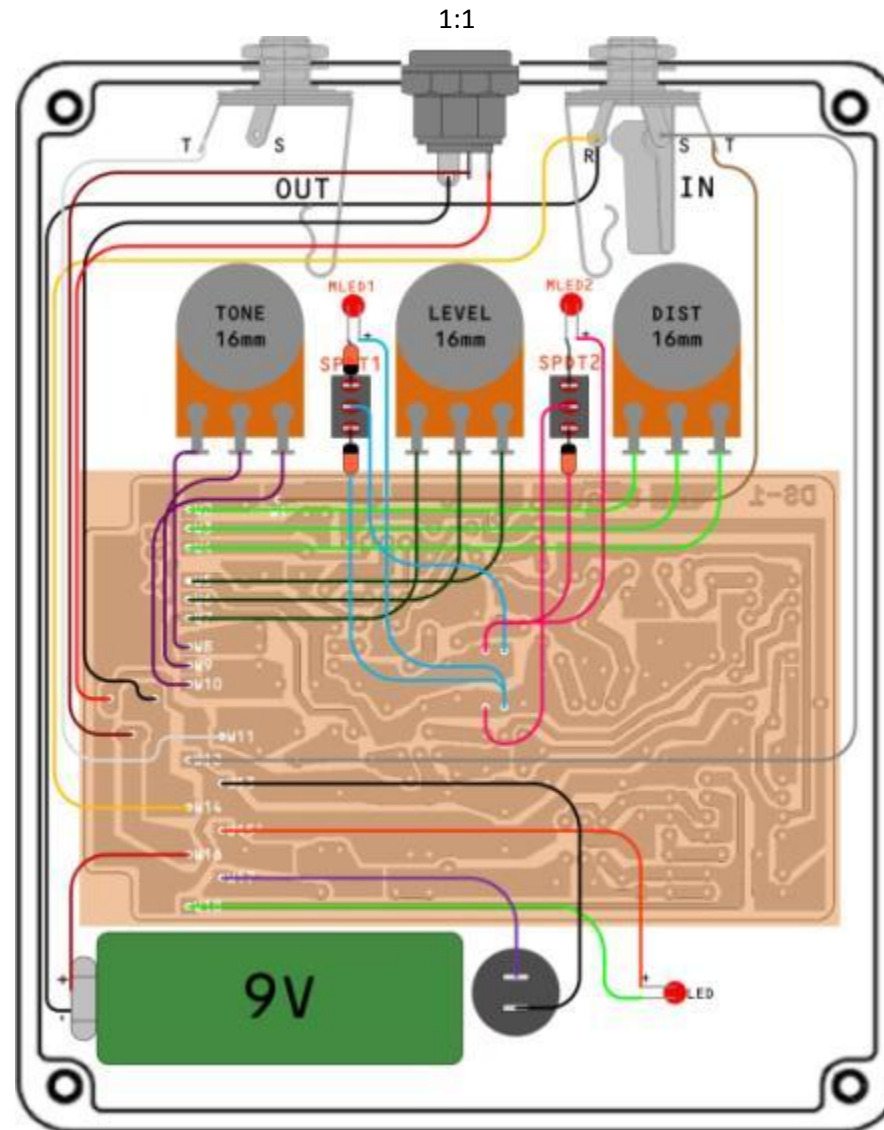 1:1
T
S
OUT
R
S
T
IN
TONE
16mm
MLED1
+
SPDT1
LEVEL
16mm
MLED2
+
SPDT2
DIST
16mm
DS-1
W8
W9
W10
W11
W14
W16
+
-
9V
+
LED